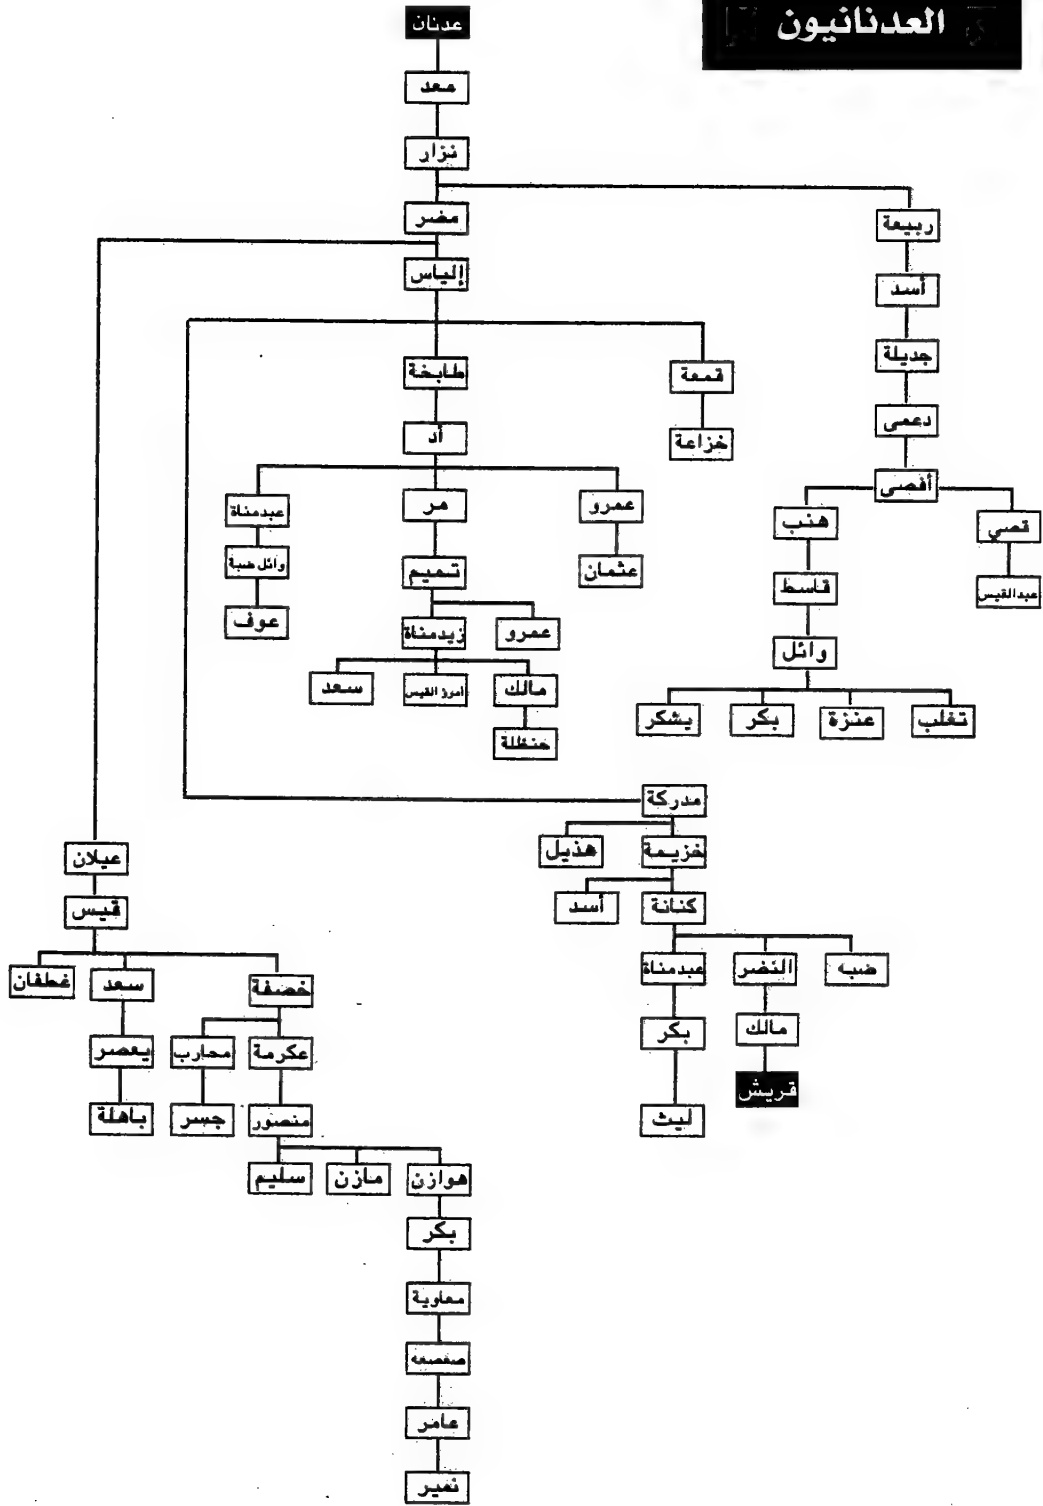 العدنانيون
عدنان
معد
نزار
مضر
ربيعة
إلياس
أسد
جديلة
طابخة
قمعة
دعمى
أد
خزاعة
أفصى
عبدمناة
مر
عمرو
هنب
قصي
وائل ضبة
تميم
عثمان
قاسط
عبدالقيس
عوف
زيدمناة
عمرو
وائل
سعد
امرؤ القيس
مالك
يشكر
بكر
عنزة
تغلب
حنظلة
مدركة
عيلان
هذيل
خزيمة
قيس
أسد
كنانة
غطفان
سعد
خصفة
عبدمناة
النضر
ضبه
يعصر
محارب
عكرمة
بكر
مالك
قريش
باهلة
جسر
منصور
ليث
سليم
مازن
هوازن
بكر
معاوية
صعصعه
عامر
نمير